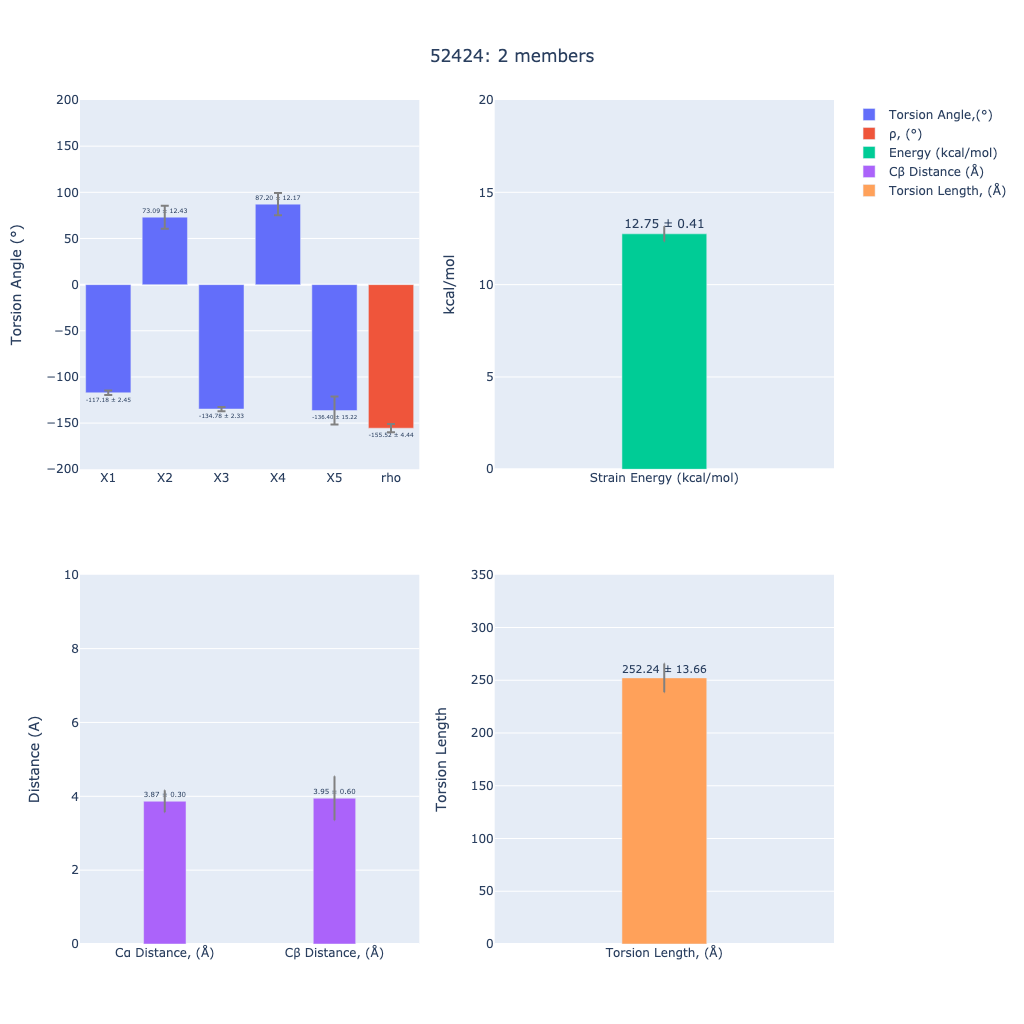 52424: 2 members
200
150
100
50
0
−50
−100
−150
−200
Torsion Angle (°)
-117.18 ± 2.45
73.09 ± 12.43
-134.78 ± 2.33
87.20 ± 12.17
-136.40 ± 15.22
-155.52 ± 4.44
X1 X2 X3 X4 X5 rho
20
15
10
5
0
kcal/mol
12.75 ± 0.41
Strain Energy (kcal/mol)
Torsion Angle,(°)
ρ, (°)
Energy (kcal/mol)
Cβ Distance (Å)
Torsion Length, (Å)
10
8
6
4
2
0
Distance (A)
3.87 ± 0.30
3.95 ± 0.60
Cα Distance, (Å) Cβ Distance, (Å)
350
300
250
200
150
100
50
0
Torsion Length
252.24 ± 13.66
Torsion Length, (Å)